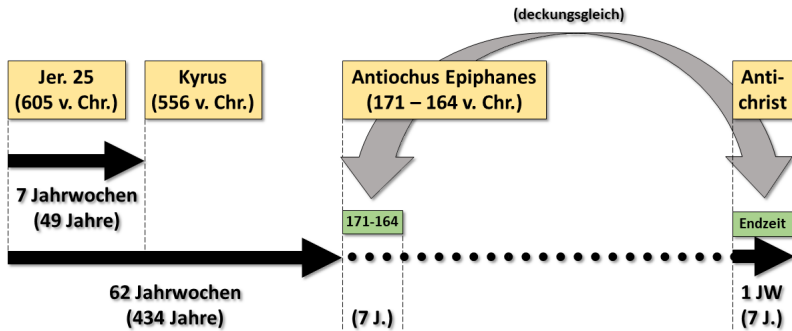 (deckungsgleich)
Jer. 25
(605 v. Chr.)
Kyrus
(556 v. Chr.)
Antiochus Epiphanes
(171 – 164 v. Chr.)
Anti-
christ
7 Jahrwochen
(49 Jahre)
171-164
Endzeit
62 Jahrwochen
(434 Jahre)
(7 J.)
1 JW
(7 J.)